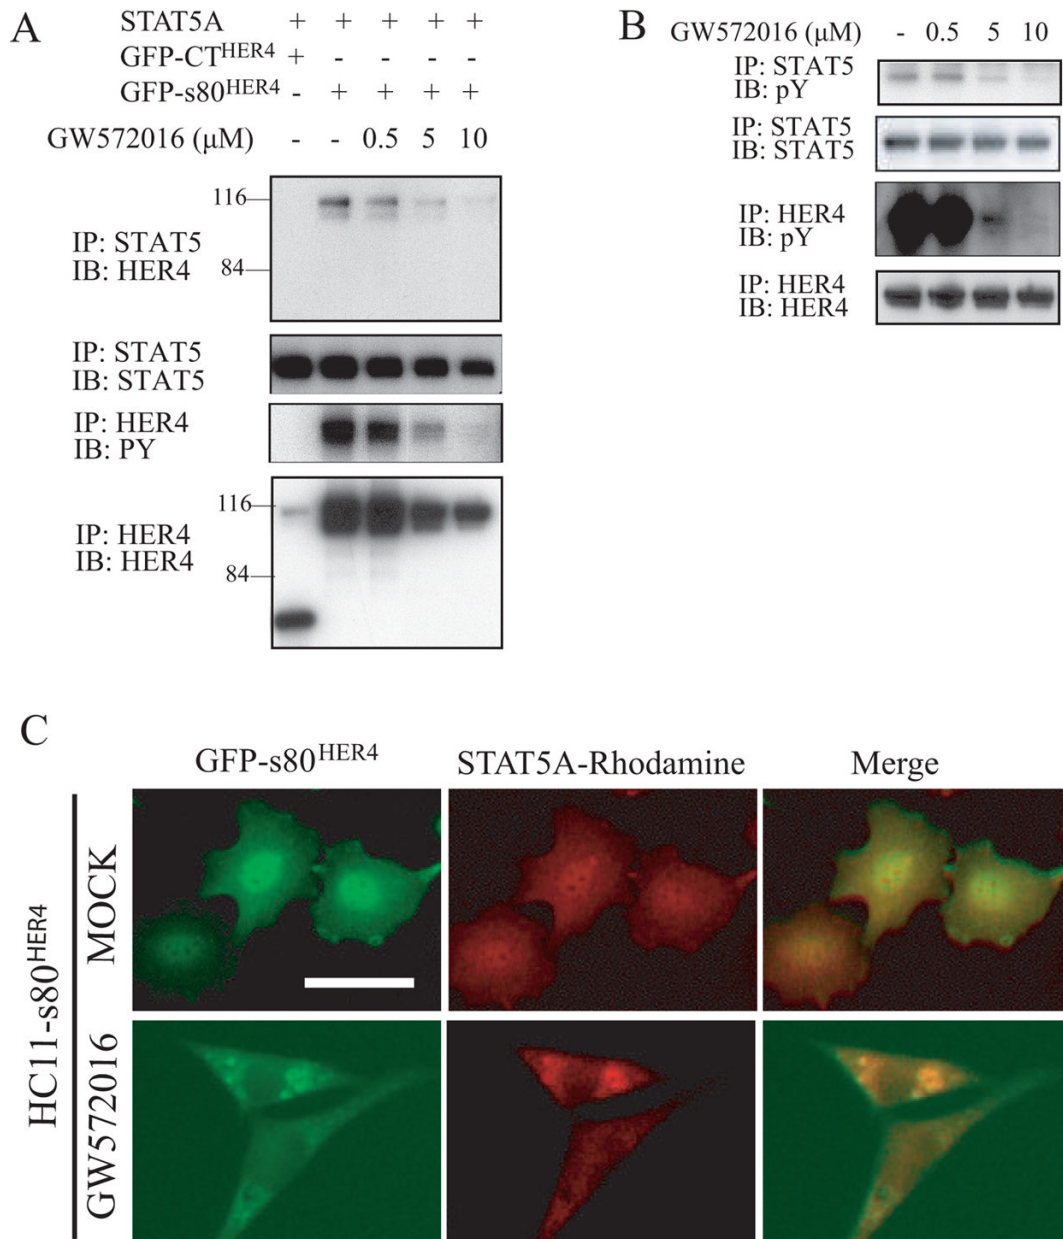 A
STAT5A + + + + +
GFP-CTᴴᴱᴿ⁴ + - - - -
GFP-s80ᴴᴱᴿ⁴ - + + + +
GW572016 (μM) - - 0.5 5 10
116
IP: STAT5
IB: HER4
84
IP: STAT5
IB: STAT5
IP: HER4
IB: PY
116
IP: HER4
IB: HER4
84
B
GW572016 (μM) - 0.5 5 10
IP: STAT5
IB: pY
IP: STAT5
IB: STAT5
IP: HER4
IB: pY
IP: HER4
IB: HER4
C
GFP-s80ᴴᴱᴿ⁴ STAT5A-Rhodamine Merge
HC11-s80ᴴᴱᴿ⁴
MOCK
GW572016